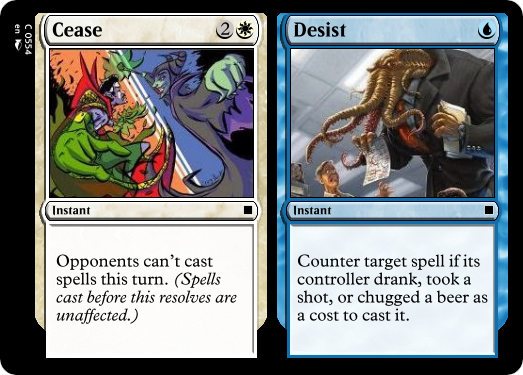 Cease 2
Instant
Opponents can't cast
spells this turn. (Spells
cast before this resolves are
unaffected.)
Desist
Instant
Counter target spell if its
controller drank, took a
shot, or chugged a beer as
a cost to cast it.
C 0554
en